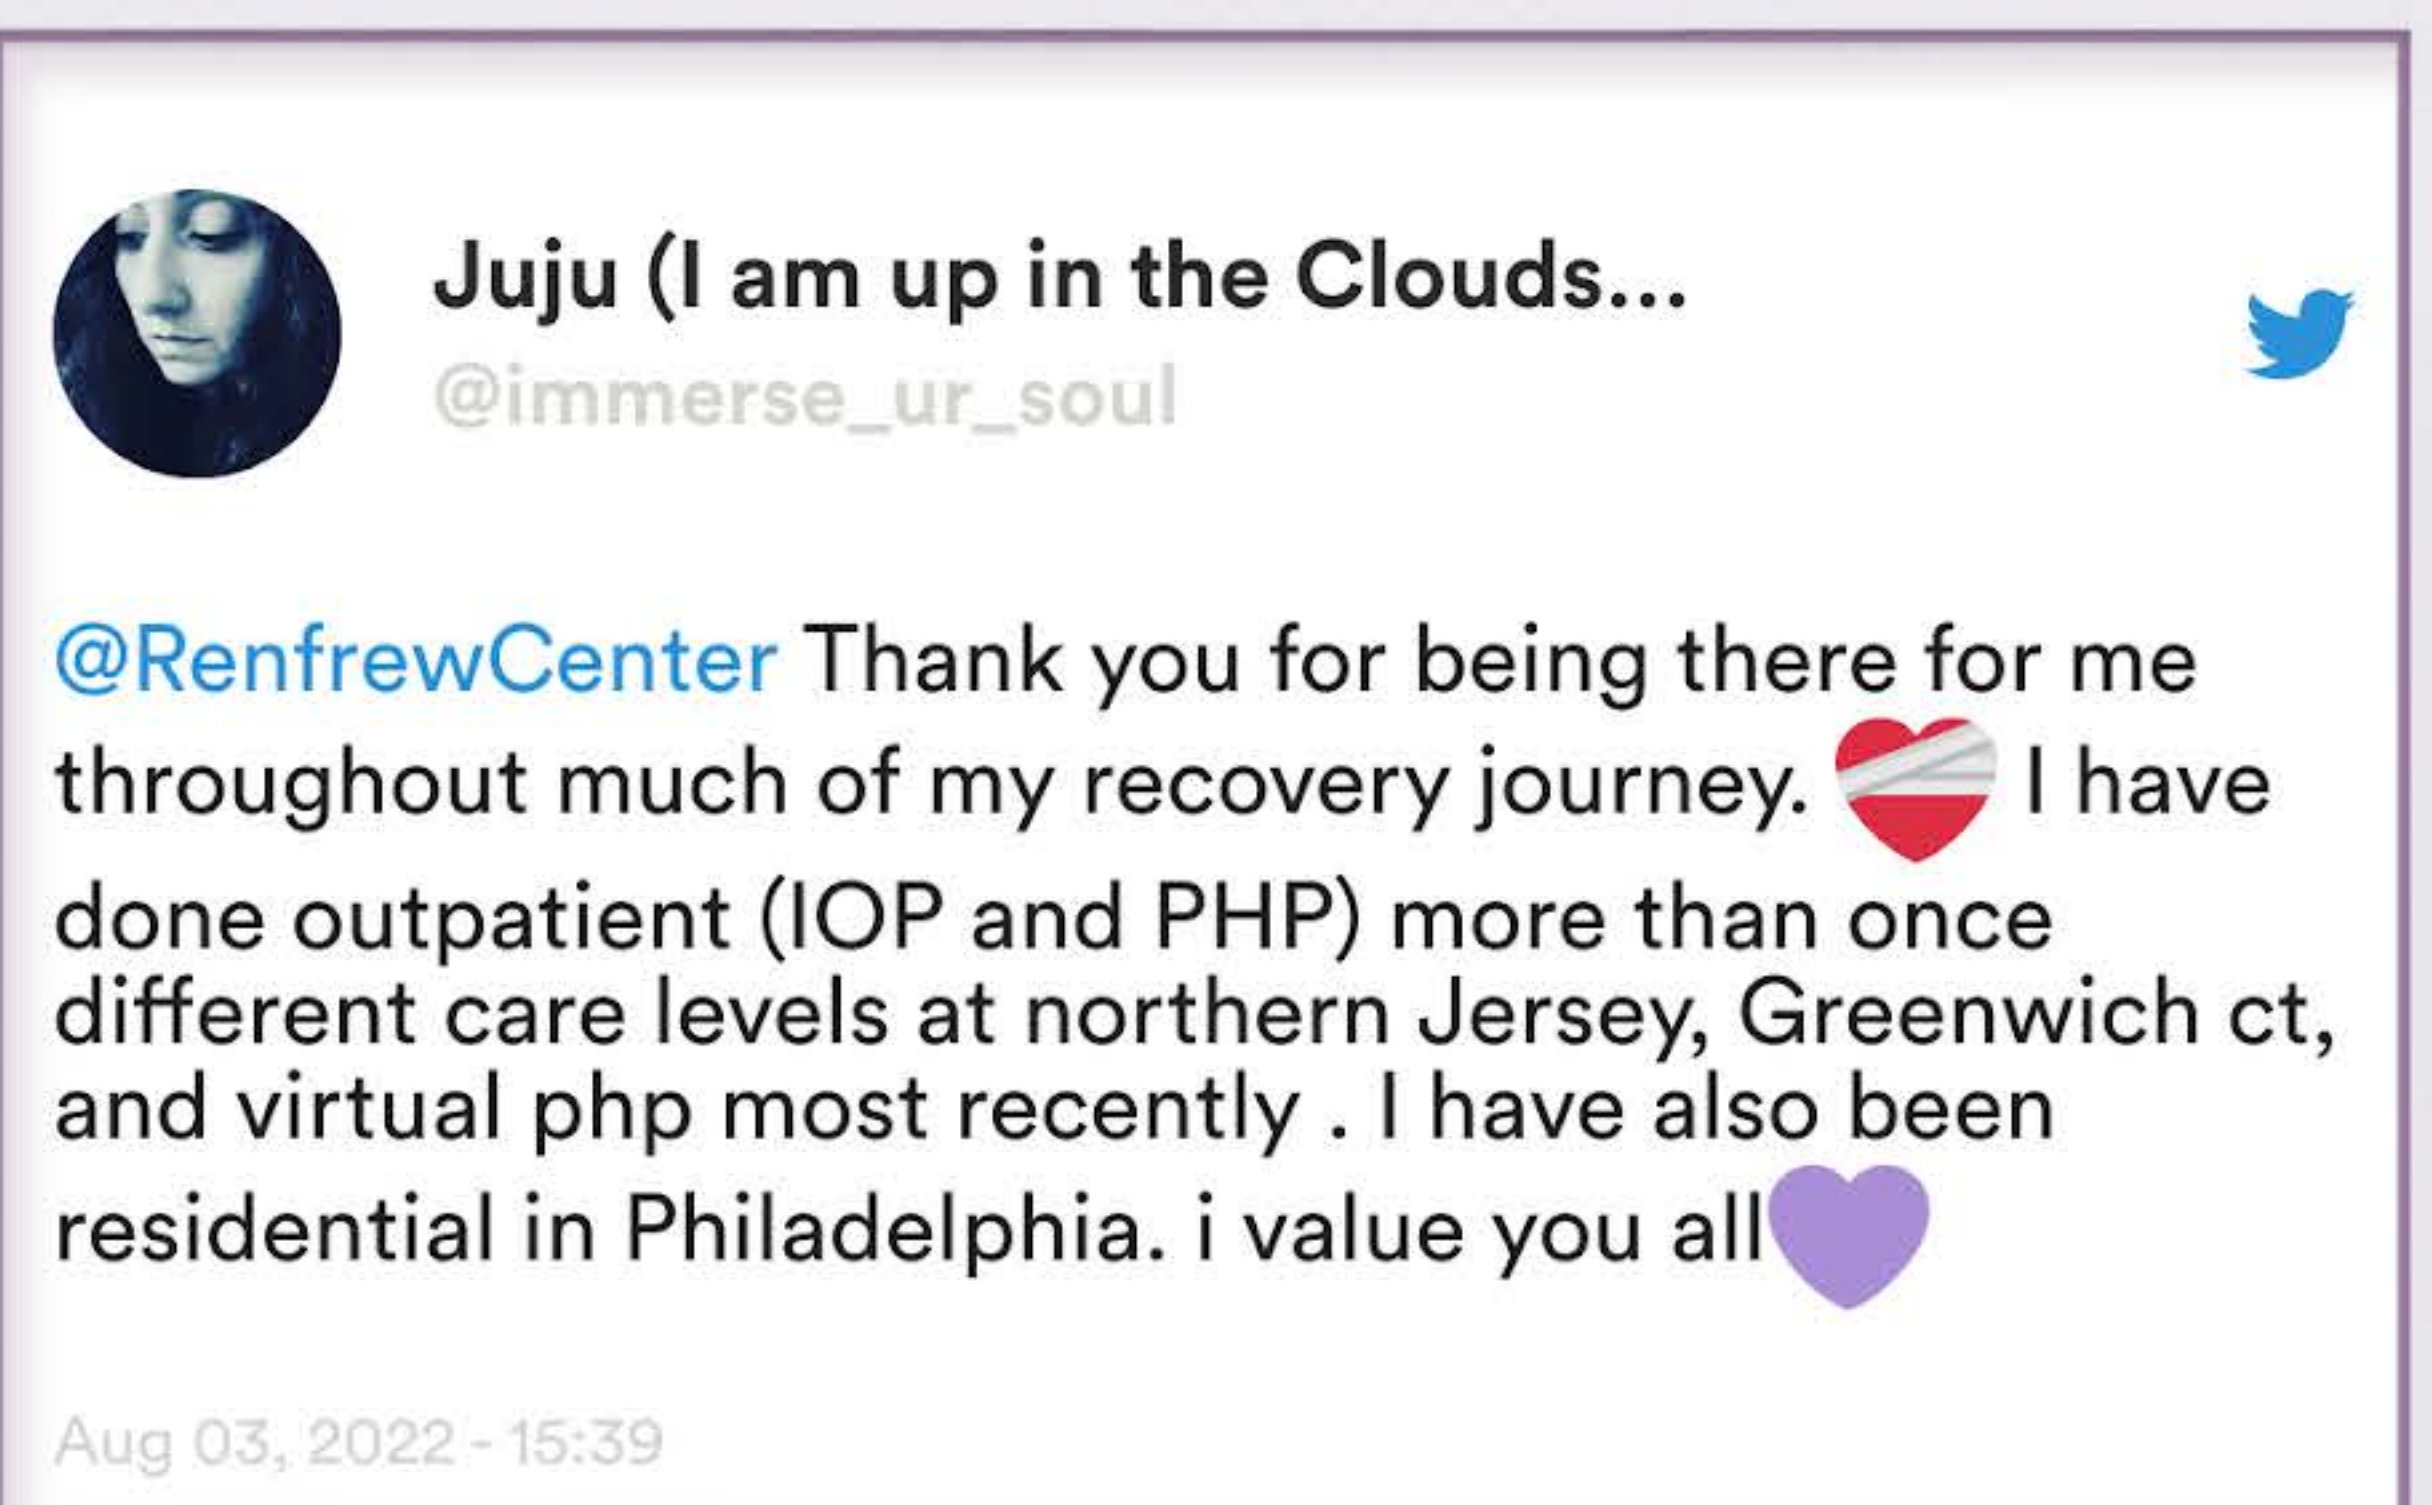 Juju (I am up in the Clouds...
@immerse_ur_soul
@RenfrewCenter Thank you for being there for me
throughout much of my recovery journey. ❤️‍🩹 I have
done outpatient (IOP and PHP) more than once
different care levels at northern Jersey, Greenwich ct,
and virtual php most recently . I have also been
residential in Philadelphia. i value you all💜
Aug 03, 2022 - 15:39